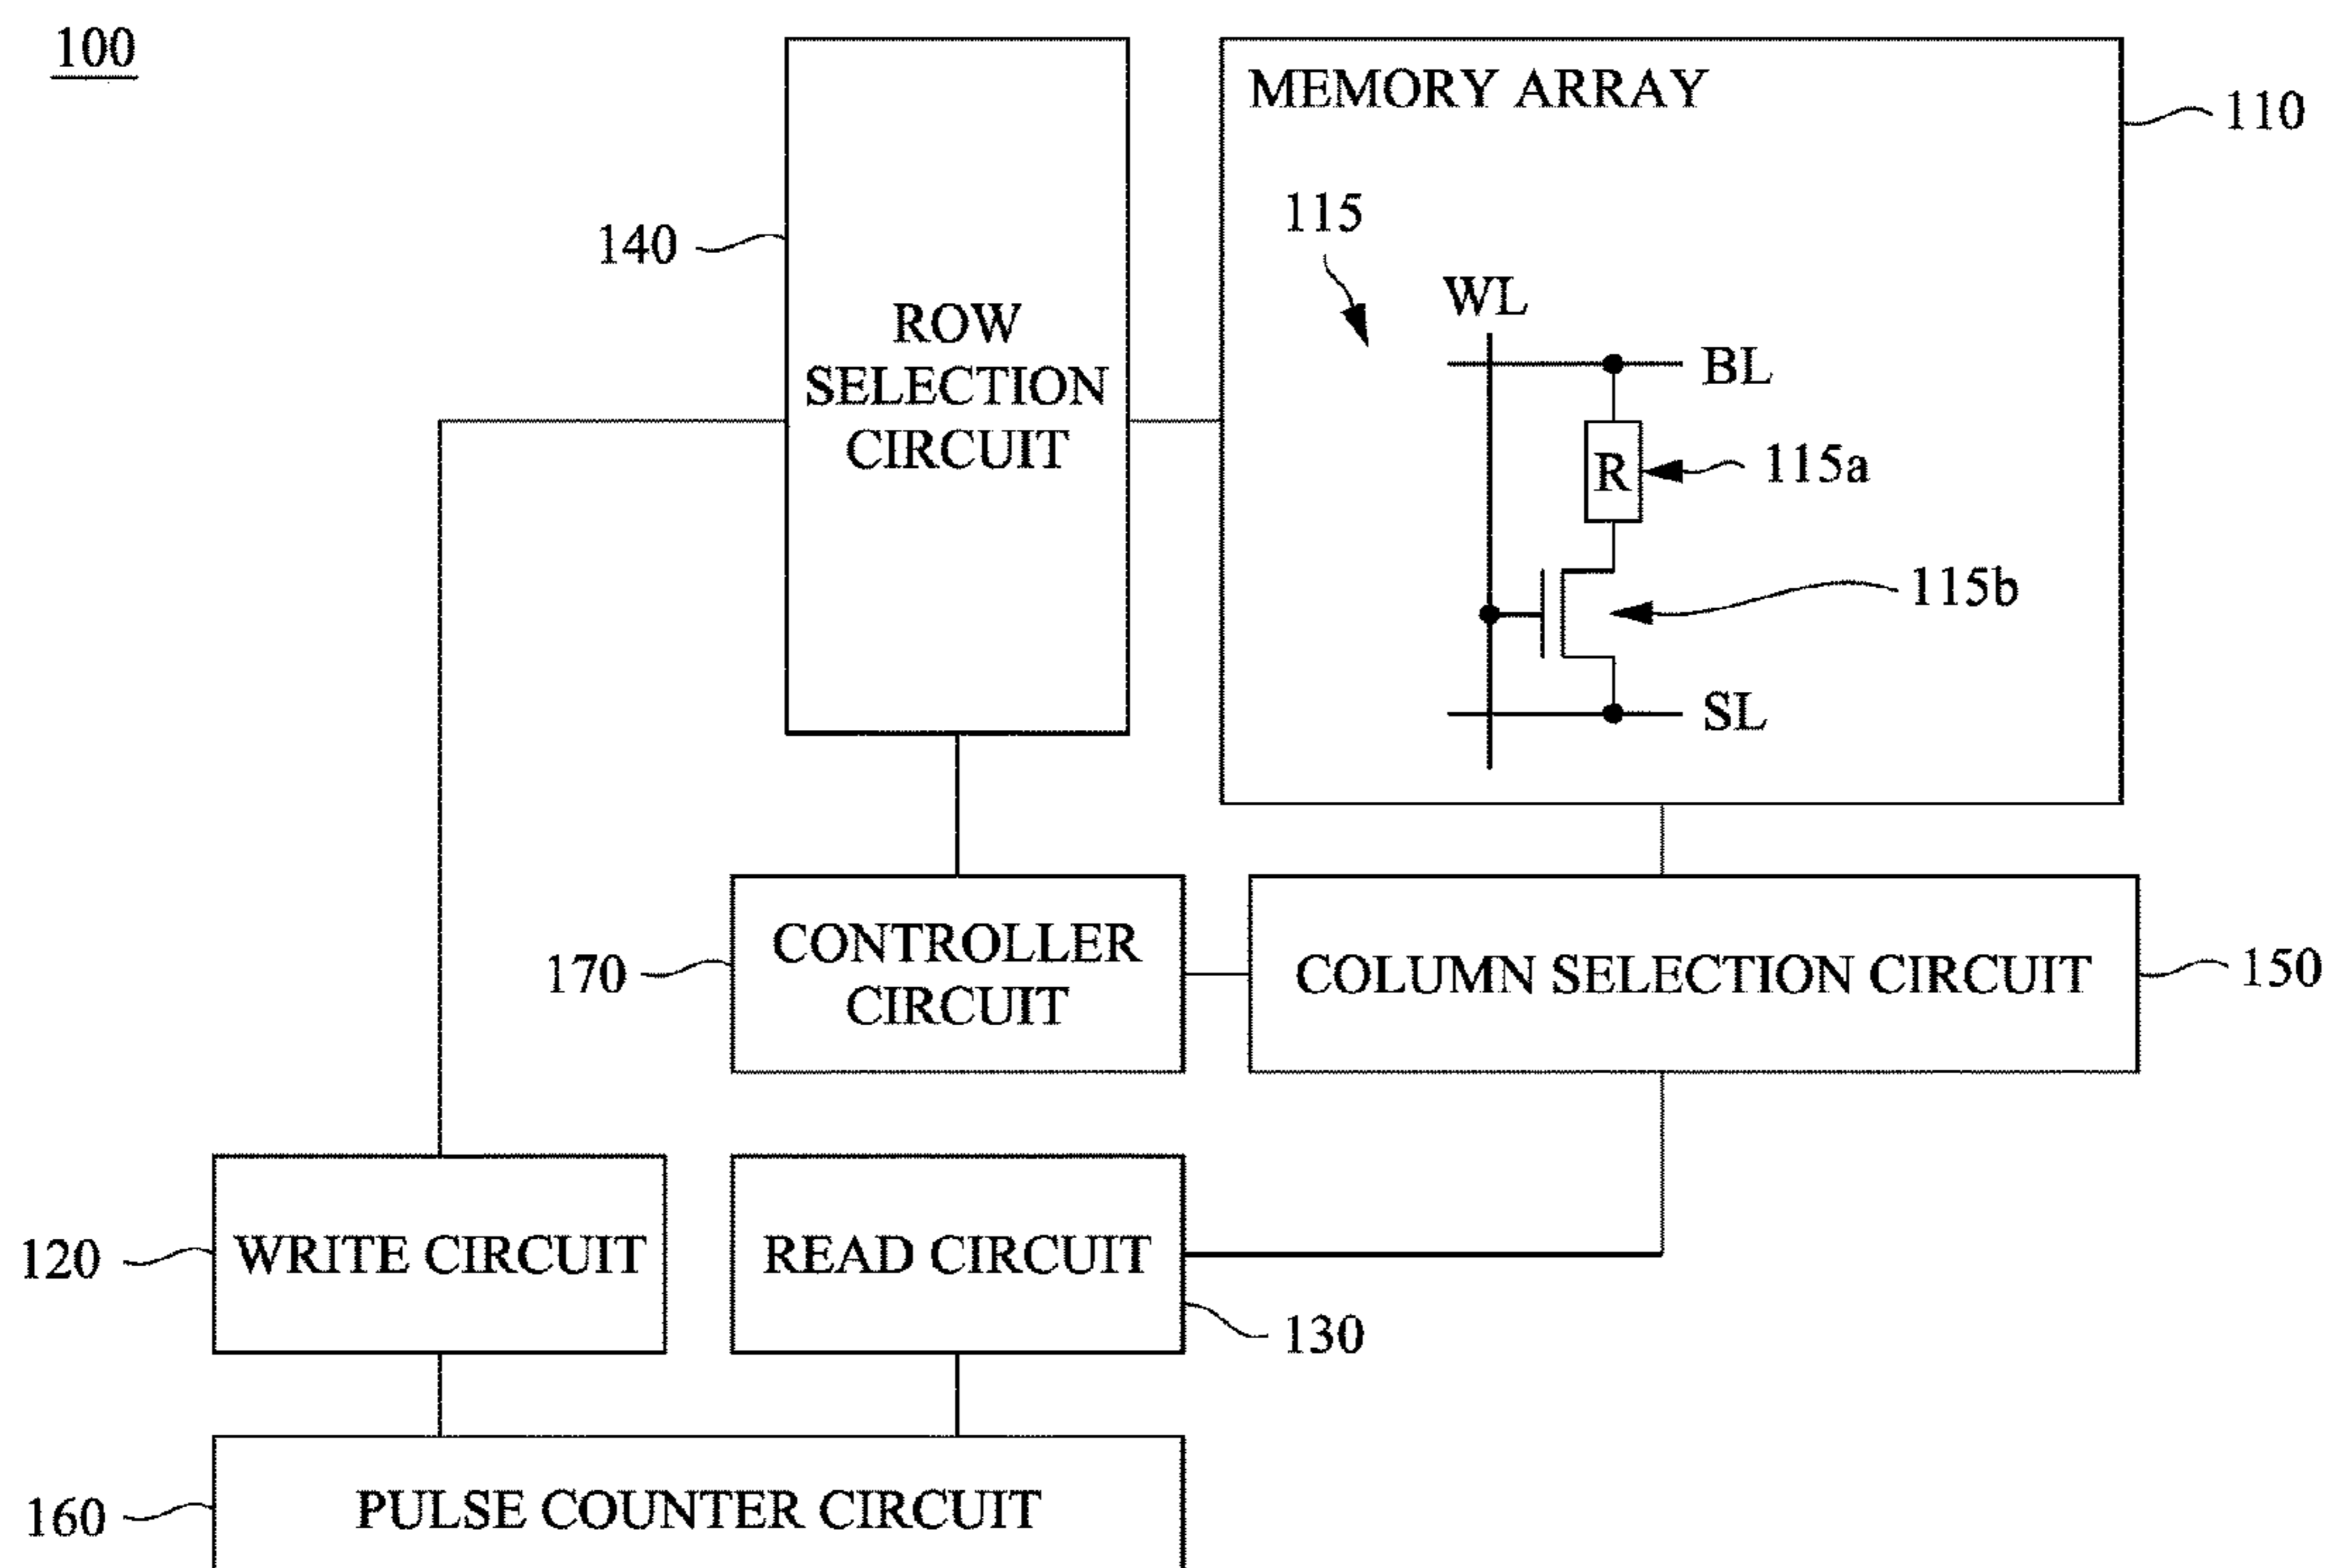 100
MEMORY ARRAY
110
115
140
WL
ROW
SELECTION
CIRCUIT
BL
R
115a
115b
SL
CONTROLLER
CIRCUIT
170
COLUMN SELECTION CIRCUIT
150
120
WRITE CIRCUIT
READ CIRCUIT
130
160
PULSE COUNTER CIRCUIT